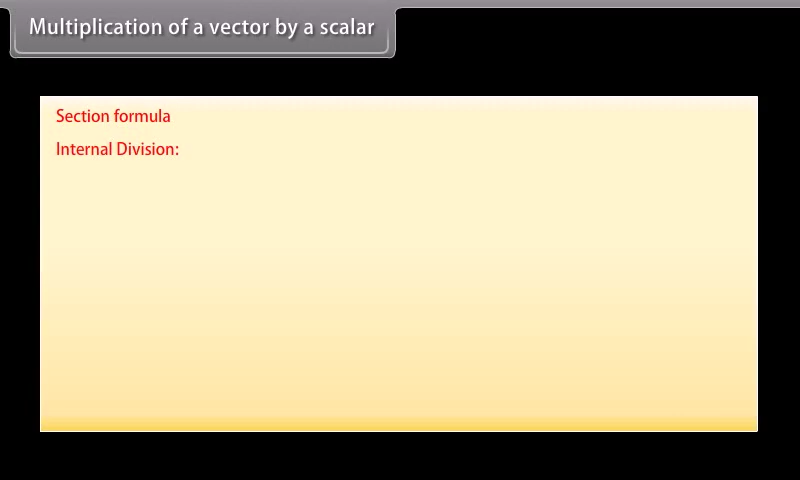 Multiplication of a vector by a scalar
Section formula
Internal Division: